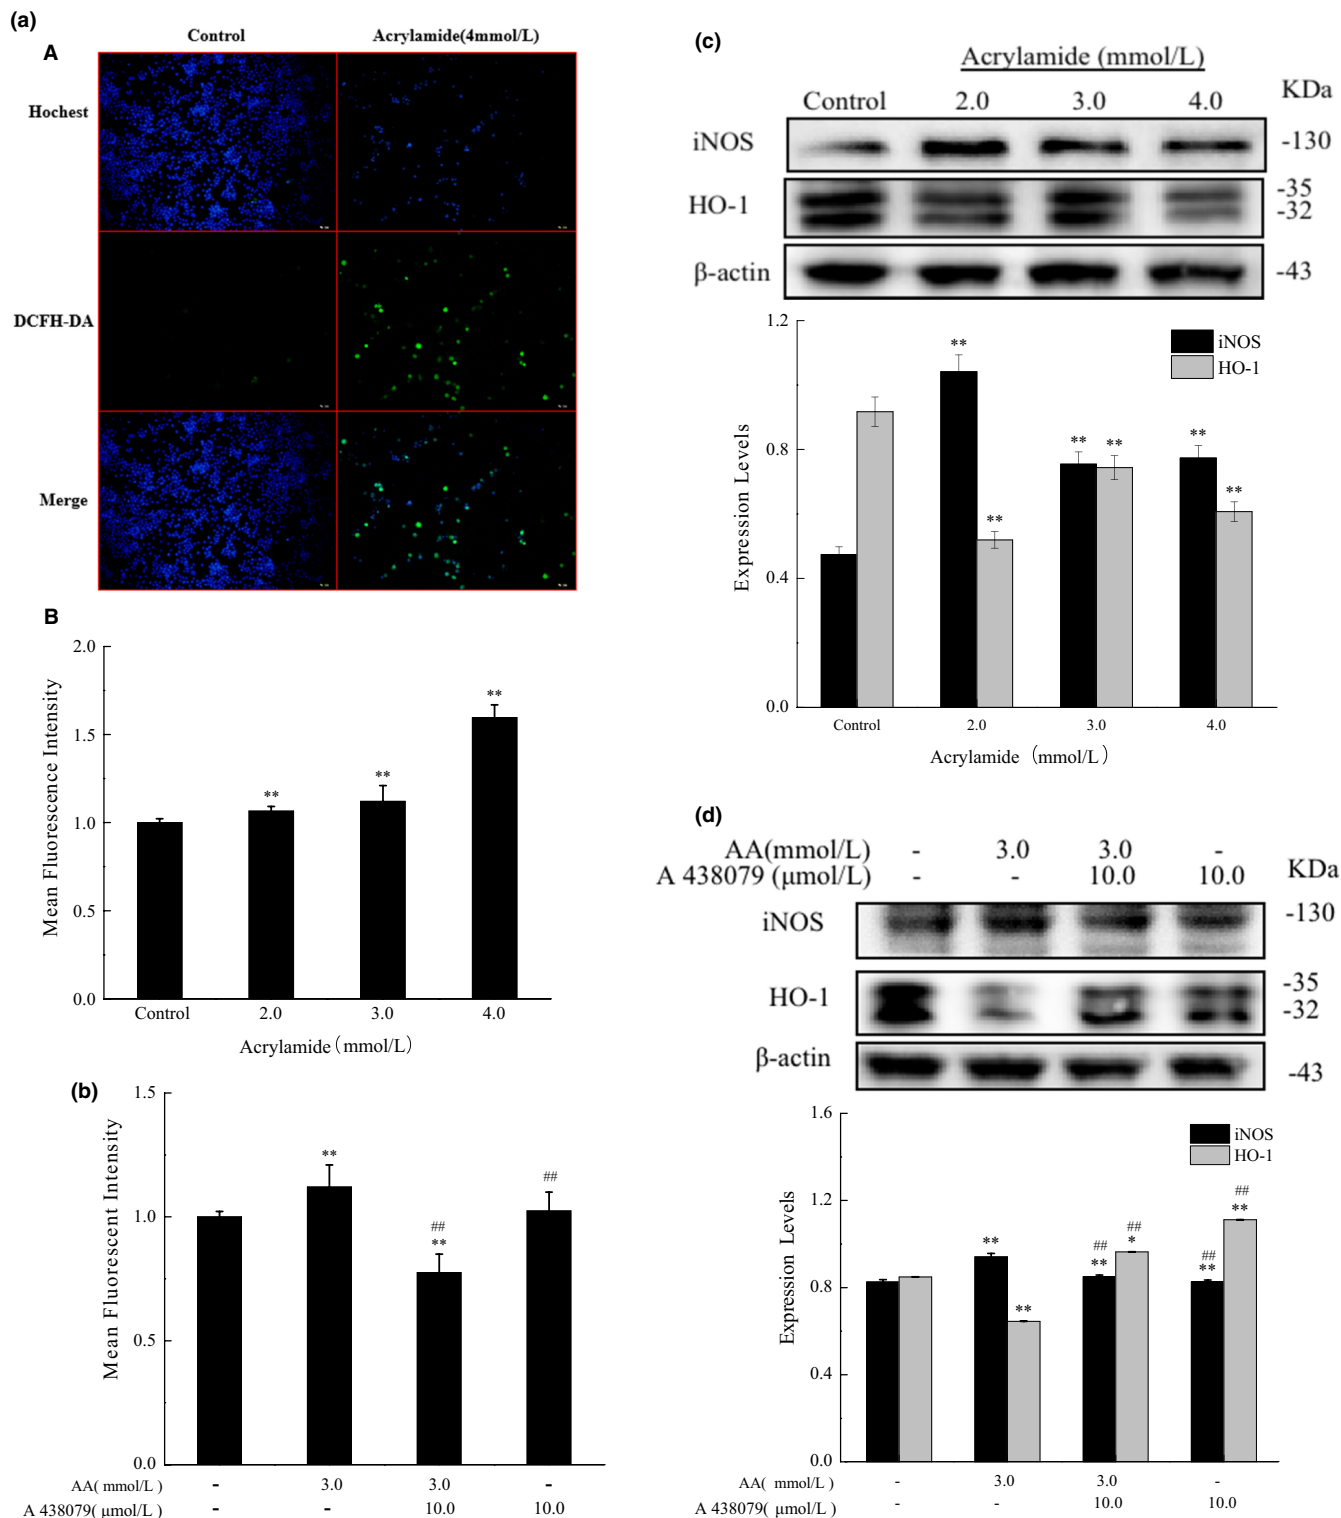 (a)
Control Acrylamide(4mmol/L)
A
Hochest
DCFH-DA
Merge
B
2.0
1.5
1.0
0.5
0.0
Mean Fluorescence Intensity
** ** **
Control 2.0 3.0 4.0
Acrylamide (mmol/L)
(b)
1.5
1.0
0.5
0.0
Mean Fluorescent Intensity
**
##
**
##
AA( mmol/L ) - 3.0 3.0 -
A 438079( μmol/L ) - - 10.0 10.0
(c)
Acrylamide (mmol/L)
Control 2.0 3.0 4.0 KDa
iNOS -130
HO-1 -35
-32
β-actin -43
1.2
0.8
0.4
0.0
Expression Levels
iNOS
HO-1
** ** ** ** ** **
Control 2.0 3.0 4.0
Acrylamide (mmol/L)
(d)
AA(mmol/L) - 3.0 3.0 -
A 438079 (μmol/L) - - 10.0 10.0 KDa
iNOS -130
HO-1 -35
-32
β-actin -43
1.6
1.2
0.8
0.4
0.0
Expression Levels
iNOS
HO-1
**
**
##
**
##
*
##
**
##
**
AA( mmol/L ) - 3.0 3.0 -
A 438079( μmol/L ) - - 10.0 10.0